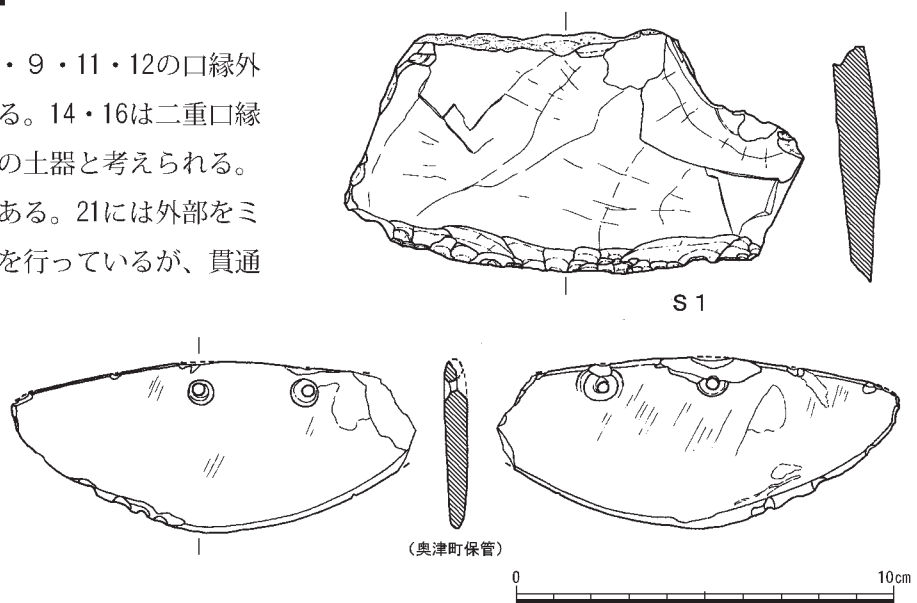 ・９・11・12の口縁外
る。14・16は二重口縁
の土器と考えられる。
ある。21には外部をミ
を行っているが、貫通
S 1
（奥津町保管）
0 10cm